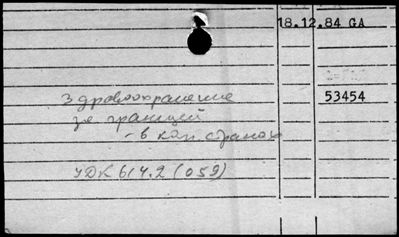 18.12.84 GA
53454
Здравоохранение
за границей
- в кап странах
УДК 614.2 (059)